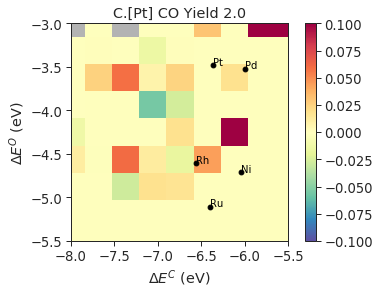 C.[Pt] CO Yield 2.0
−3.0
−3.5
−4.0
−4.5
−5.0
−5.5
ΔE^O (eV)
Pt
Pd
Rh
Ni
Ru
−8.0 −7.5 −7.0 −6.5 −6.0 −5.5
ΔE^C (eV)
0.100
0.075
0.050
0.025
0.000
−0.025
−0.050
−0.075
−0.100